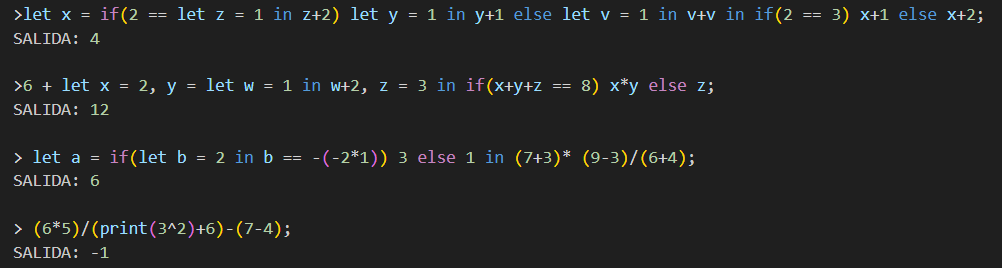 >let x = if(2 == let z = 1 in z+2) let y = 1 in y+1 else let v = 1 in v+v in if(2 == 3) x+1 else x+2;
SALIDA: 4
>6 + let x = 2, y = let w = 1 in w+2, z = 3 in if(x+y+z == 8) x*y else z;
SALIDA: 12
> let a = if(let b = 2 in b == -(-2*1)) 3 else 1 in (7+3)* (9-3)/(6+4);
SALIDA: 6
> (6*5)/(print(3^2)+6)-(7-4);
SALIDA: -1